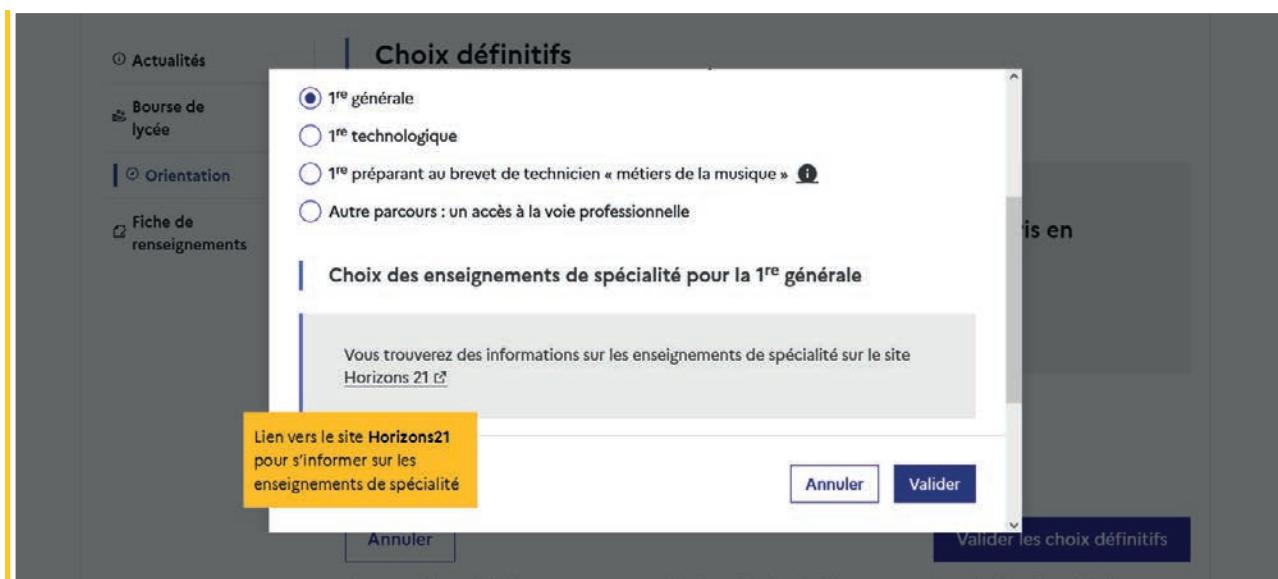 Actualités
Bourse de
lycée
Orientation
Fiche de
renseignements
Choix définitifs
1re générale
1re technologique
1re préparant au brevet de technicien « métiers de la musique »
Autre parcours : un accès à la voie professionnelle
is en
Choix des enseignements de spécialité pour la 1re générale
Vous trouverez des informations sur les enseignements de spécialité sur le site
Horizons 21
Lien vers le site Horizons21
pour s'informer sur les
enseignements de spécialité
Annuler Valider
Annuler
Valider les choix définitifs